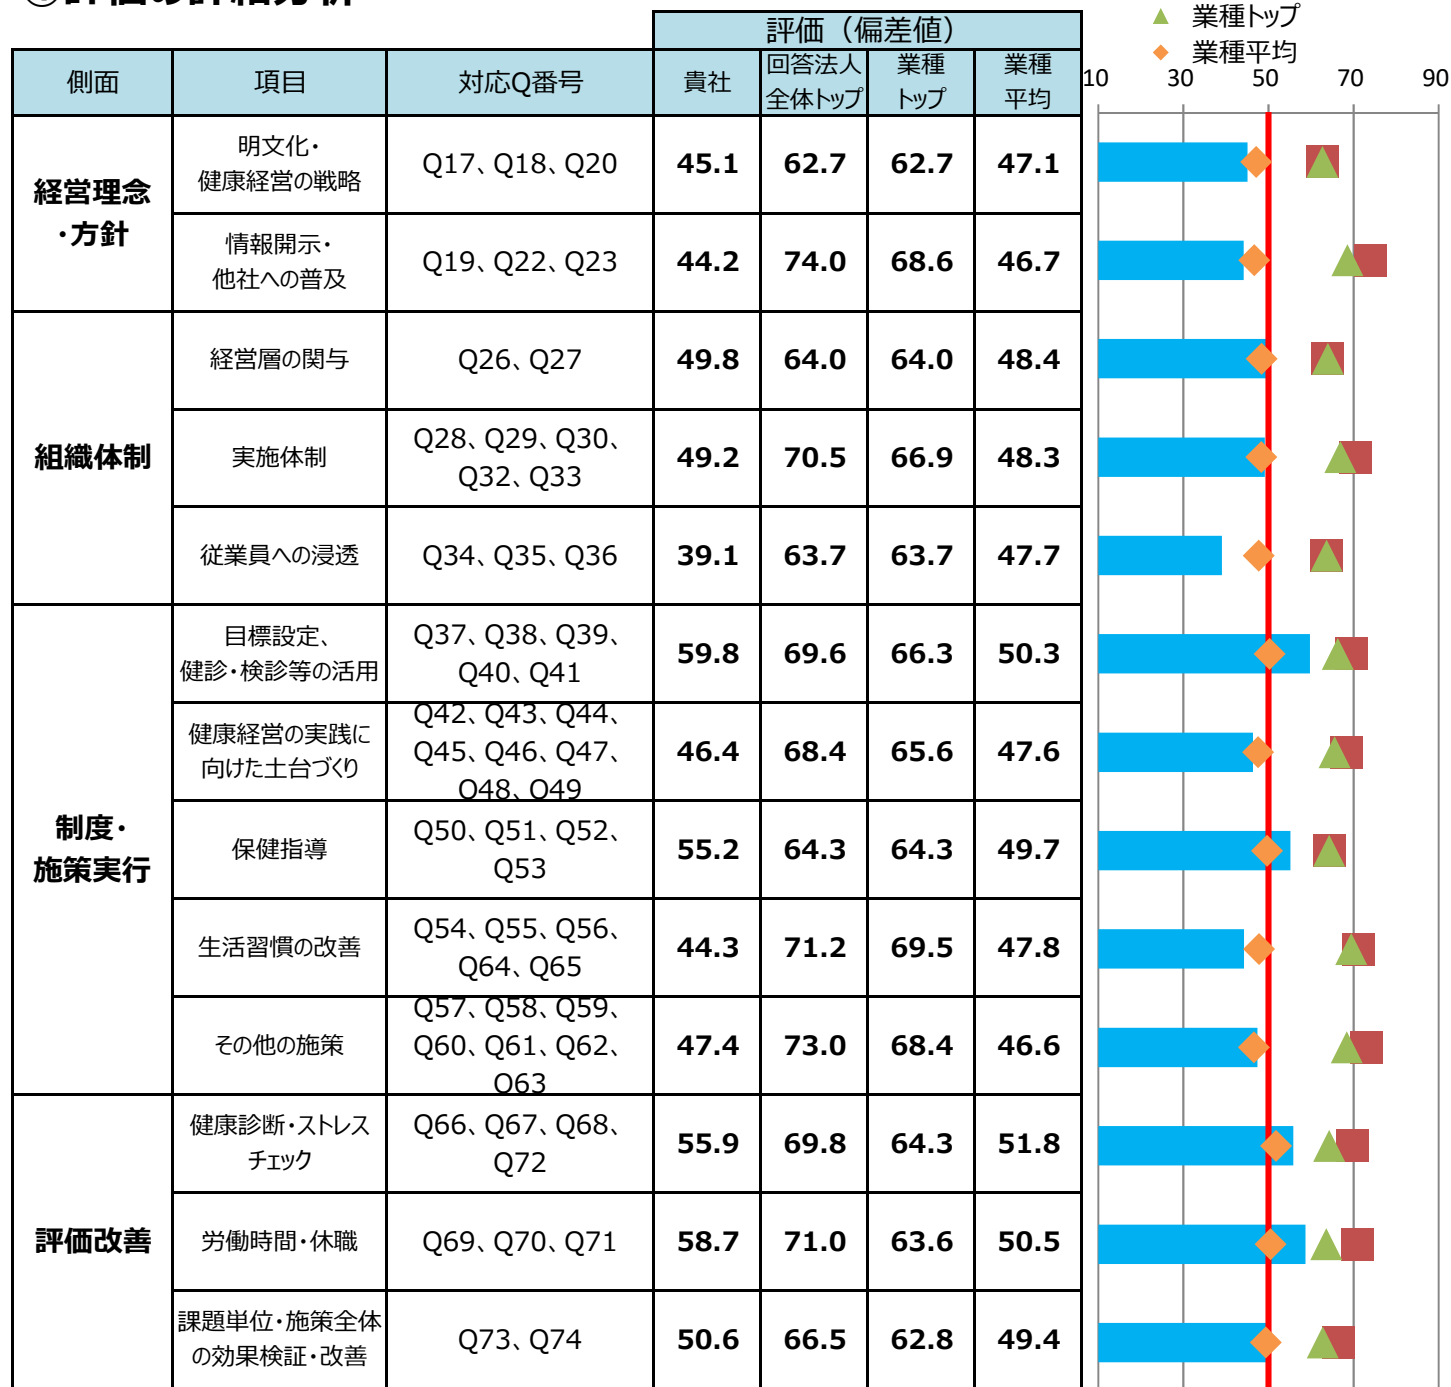 ①評価の詳細分析
▲ 業種トップ
◆ 業種平均
評価（偏差値）
側面 項目 対応Q番号 貴社 回答法人 業種 業種
全体トップ トップ 平均
10 30 50 70 90
経営理念
・方針
明文化・
健康経営の戦略
Q17、Q18、Q20 45.1 62.7 62.7 47.1
情報開示・
他社への普及
Q19、Q22、Q23 44.2 74.0 68.6 46.7
組織体制
経営層の関与 Q26、Q27 49.8 64.0 64.0 48.4
実施体制
Q28、Q29、Q30、
Q32、Q33
49.2 70.5 66.9 48.3
従業員への浸透 Q34、Q35、Q36 39.1 63.7 63.7 47.7
制度・
施策実行
目標設定、
健診・検診等の活用
Q37、Q38、Q39、
Q40、Q41
59.8 69.6 66.3 50.3
健康経営の実践に
向けた土台づくり
Q42、Q43、Q44、
Q45、Q46、Q47、
Q48、Q49
46.4 68.4 65.6 47.6
保健指導
Q50、Q51、Q52、
Q53
55.2 64.3 64.3 49.7
生活習慣の改善
Q54、Q55、Q56、
Q64、Q65
44.3 71.2 69.5 47.8
その他の施策
Q57、Q58、Q59、
Q60、Q61、Q62、
Q63
47.4 73.0 68.4 46.6
評価改善
健康診断・ストレス
チェック
Q66、Q67、Q68、
Q72
55.9 69.8 64.3 51.8
労働時間・休職 Q69、Q70、Q71 58.7 71.0 63.6 50.5
課題単位・施策全体
の効果検証・改善
Q73、Q74 50.6 66.5 62.8 49.4